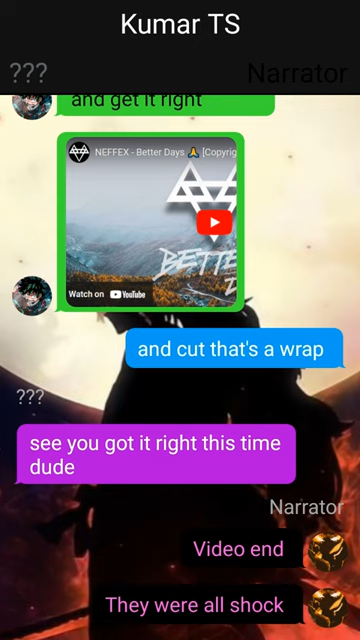 Kumar TS
???
Narrator
and get it right
NEFFEX - Better Days 🙏 [Copyrig
BETTE
Watch on YouTube
and cut that's a wrap
???
see you got it right this time
dude
Narrator
Video end
They were all shock